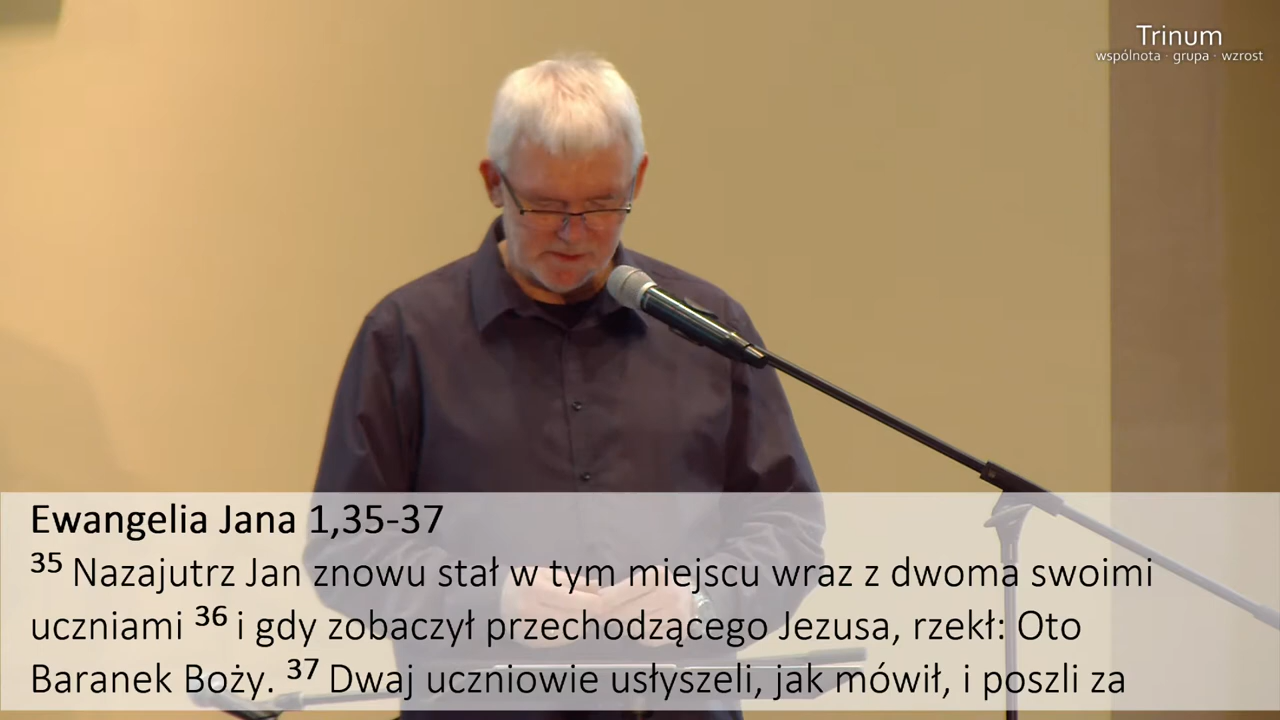 Trinum
wspólnota · grupa · wzrost
Ewangelia Jana 1,35-37
35 Nazajutrz Jan znowu stał w tym miejscu wraz z dwoma swoimi
uczniami 36 i gdy zobaczył przechodzącego Jezusa, rzekł: Oto
Baranek Boży. 37 Dwaj uczniowie usłyszeli, jak mówił, i poszli za